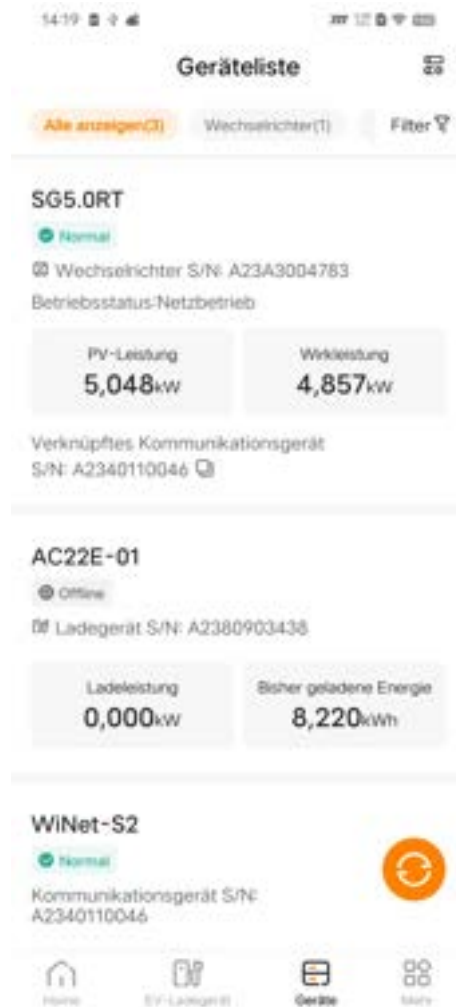 14:19
Geräteliste
Alle anzeigen(3)
Wechselrichter(1)
Filter
SG5.0RT
Normal
Wechselrichter S/N: A23A3004783
Betriebsstatus:Netzbetrieb
PV-Leistung
Wirkleistung
5,048kW
4,857kW
Verknüpftes Kommunikationsgerät
S/N: A2340110046
AC22E-01
Offline
Ladegerät S/N: A2380903438
Ladeleistung
Bisher geladene Energie
0,000kW
8,220kWh
WiNet-S2
Normal
Kommunikationsgerät S/N:
A2340110046
Home
EV-Ladegerät
Geräte
Mehr